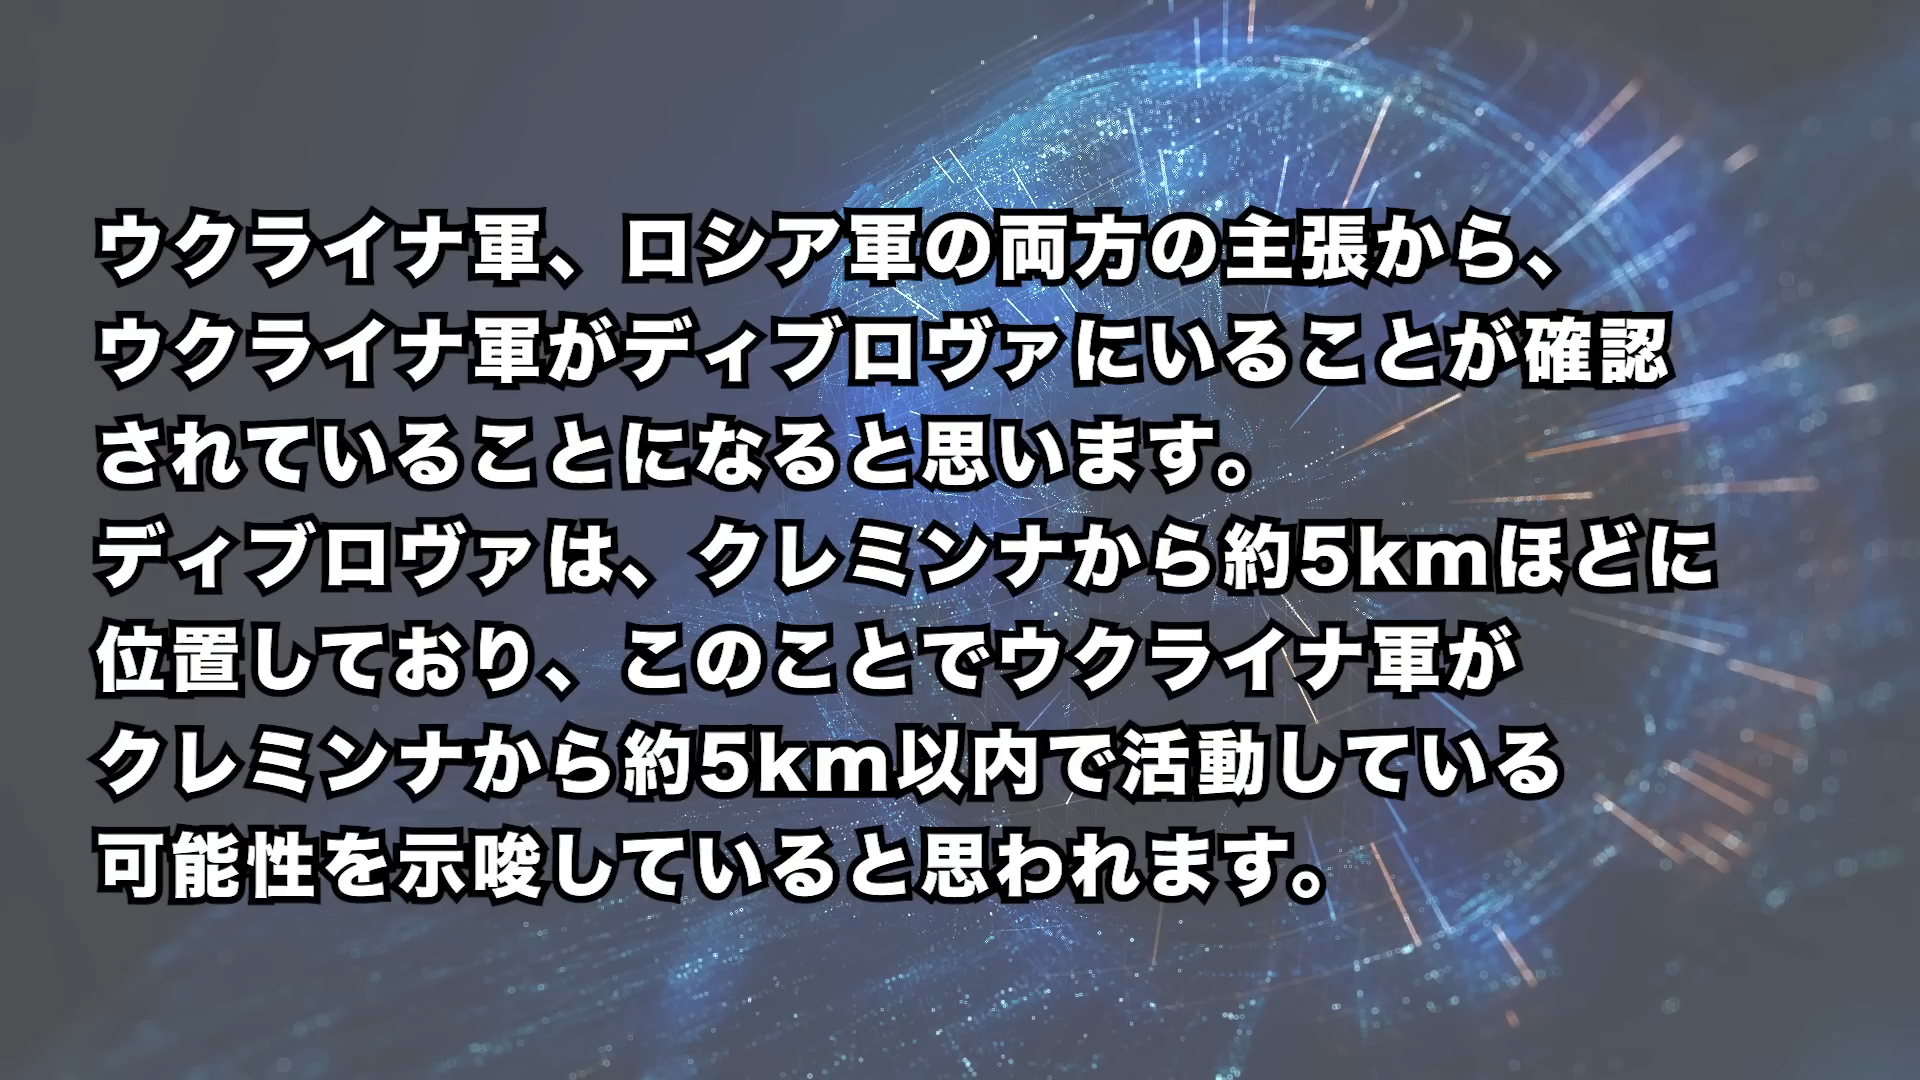 ウクライナ軍、ロシア軍の両方の主張から、
ウクライナ軍がディブロヴァにいることが確認
されていることになると思います。
ディブロヴァは、クレミンナから約5kmほどに
位置しており、このことでウクライナ軍が
クレミンナから約5km以内で活動している
可能性を示唆していると思われます。